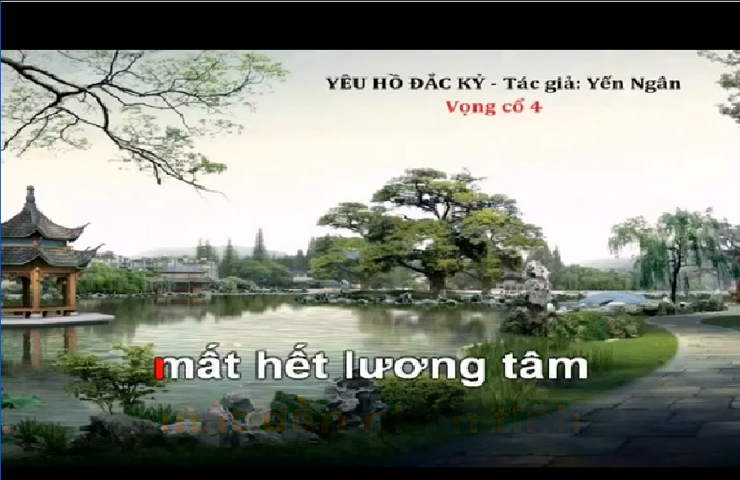 YÊU HỒ ĐẮC KỶ - Tác giả: Yến Ngân
Vọng cổ 4
mất hết lương tâm